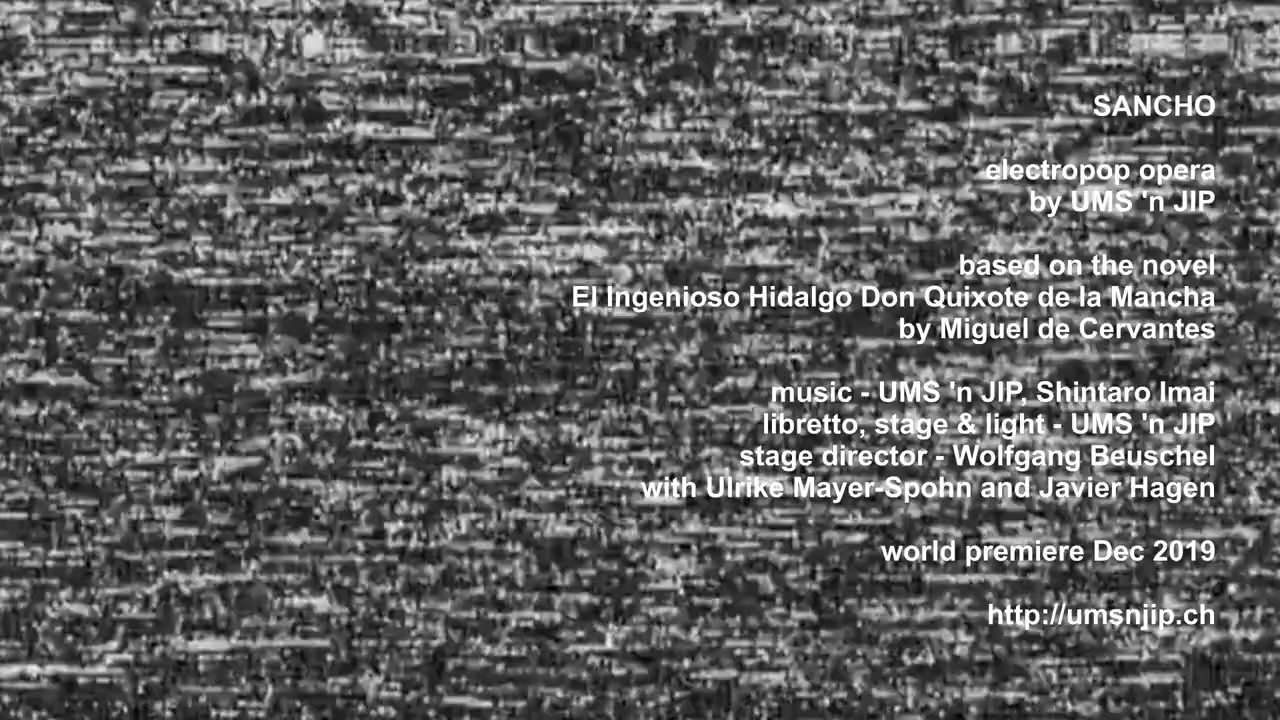 SANCHO
electropop opera
by UMS 'n JIP
based on the novel
El Ingenioso Hidalgo Don Quixote de la Mancha
by Miguel de Cervantes
music - UMS 'n JIP, Shintaro Imai
libretto, stage & light - UMS 'n JIP
stage director - Wolfgang Beuschel
with Ulrike Mayer-Spohn and Javier Hagen
world premiere Dec 2019
http://umsnjip.ch